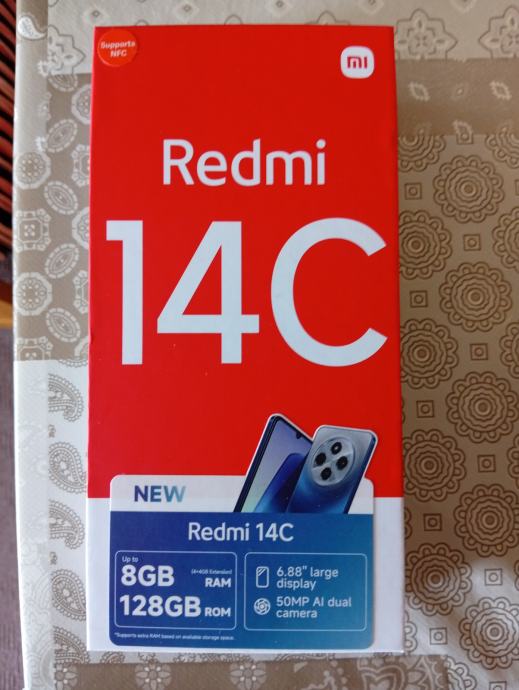 Supports
NFC
mi
Redmi
14C
NEW
Redmi 14C
Up to
8GB (4+4GB Extension) RAM
128GB ROM
6.88" large
display
50MP AI dual
camera
*Supports extra RAM based on available storage space.